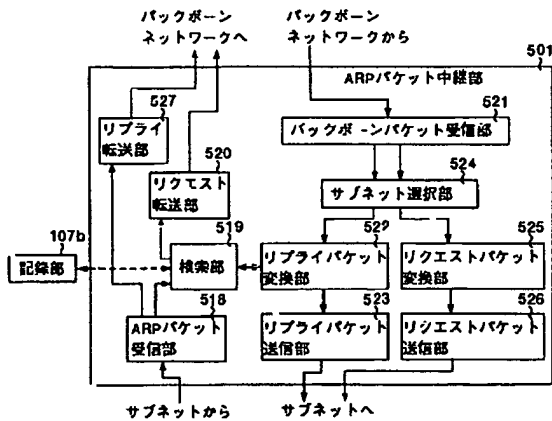 バックボーン
ネットワークへ
バックボーン
ネットワークから
501
ARPパケット中継部
527
リプライ
転送部
521
バックボーンパケット受信部
520
リクエスト
転送部
524
サブネット選択部
107b
記録部
519
検索部
522
リプライパケット
変換部
525
リクエストパケット
変換部
518
ARPパケット
受信部
523
リプライパケット
送信部
526
リクエストパケット
送信部
サブネットから
サブネットへ